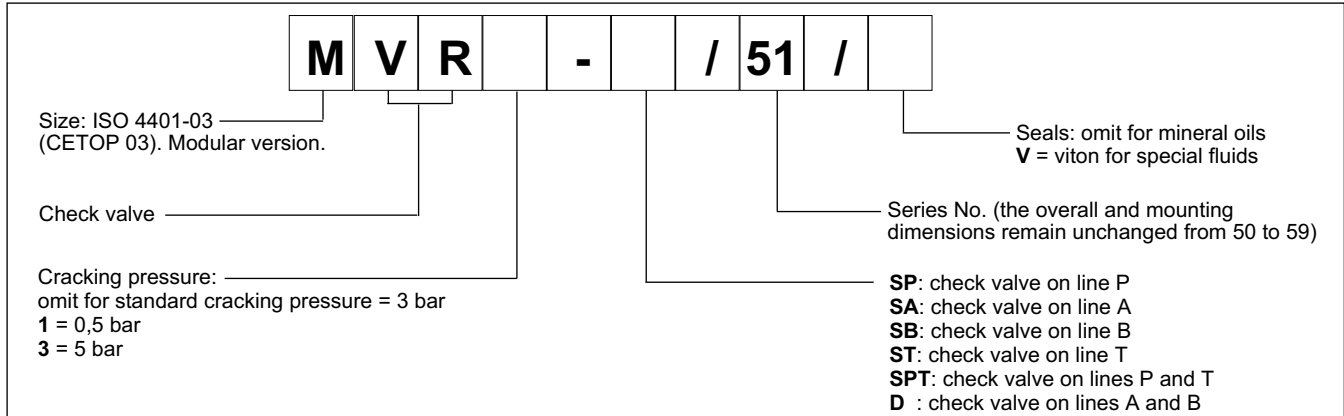 M V R - / 51 /
Size: ISO 4401-03
(CETOP 03). Modular version.
Check valve
Cracking pressure:
omit for standard cracking pressure = 3 bar
1 = 0,5 bar
3 = 5 bar
Seals: omit for mineral oils
V = viton for special fluids
Series No. (the overall and mounting
dimensions remain unchanged from 50 to 59)
SP: check valve on line P
SA: check valve on line A
SB: check valve on line B
ST: check valve on line T
SPT: check valve on lines P and T
D : check valve on lines A and B